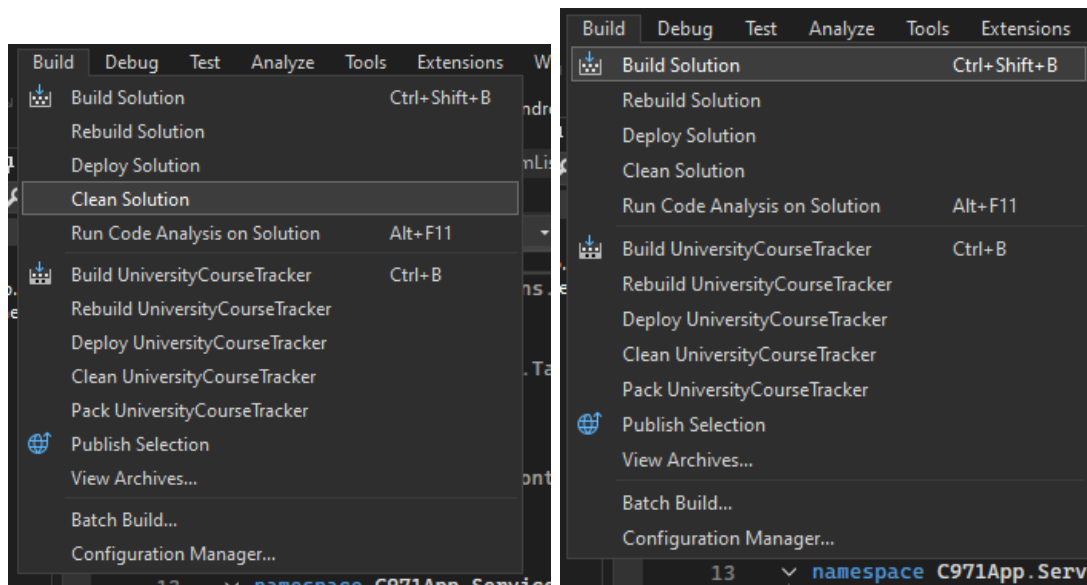 Build Debug Test Analyze Tools Extensions W
Build Solution Ctrl+Shift+B
Rebuild Solution
Deploy Solution
Clean Solution
Run Code Analysis on Solution Alt+F11
Build UniversityCourseTracker Ctrl+B
Rebuild UniversityCourseTracker
Deploy UniversityCourseTracker
Clean UniversityCourseTracker
Pack UniversityCourseTracker
Publish Selection
View Archives...
Batch Build...
Configuration Manager...
namespace C971App.Service
Build Debug Test Analyze Tools Extensions
Build Solution Ctrl+Shift+B
Rebuild Solution
Deploy Solution
Clean Solution
Run Code Analysis on Solution Alt+F11
Build UniversityCourseTracker Ctrl+B
Rebuild UniversityCourseTracker
Deploy UniversityCourseTracker
Clean UniversityCourseTracker
Pack UniversityCourseTracker
Publish Selection
View Archives...
Batch Build...
Configuration Manager...
13 namespace C971App.Serv